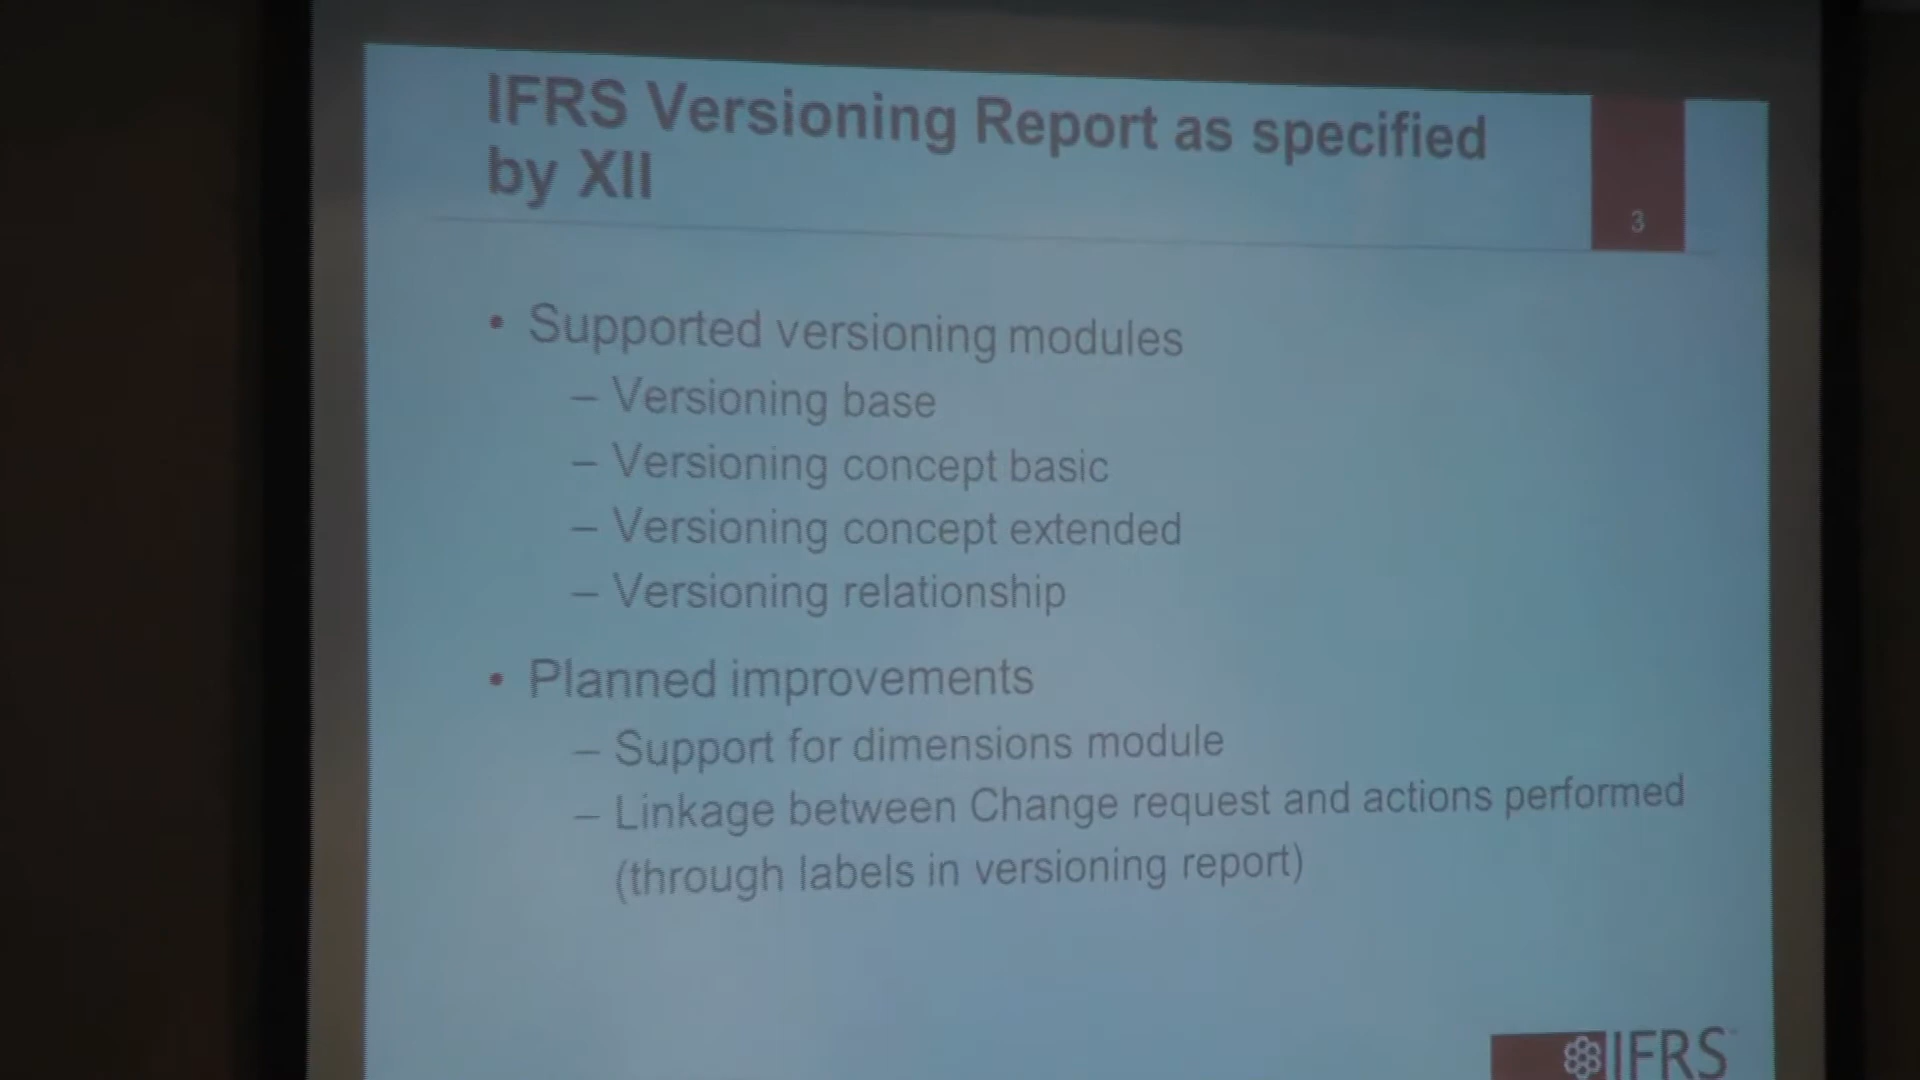 IFRS Versioning Report as specified
by XII
3
• Supported versioning modules
– Versioning base
– Versioning concept basic
– Versioning concept extended
– Versioning relationship
• Planned improvements
– Support for dimensions module
– Linkage between Change request and actions performed
(through labels in versioning report)
IFRS